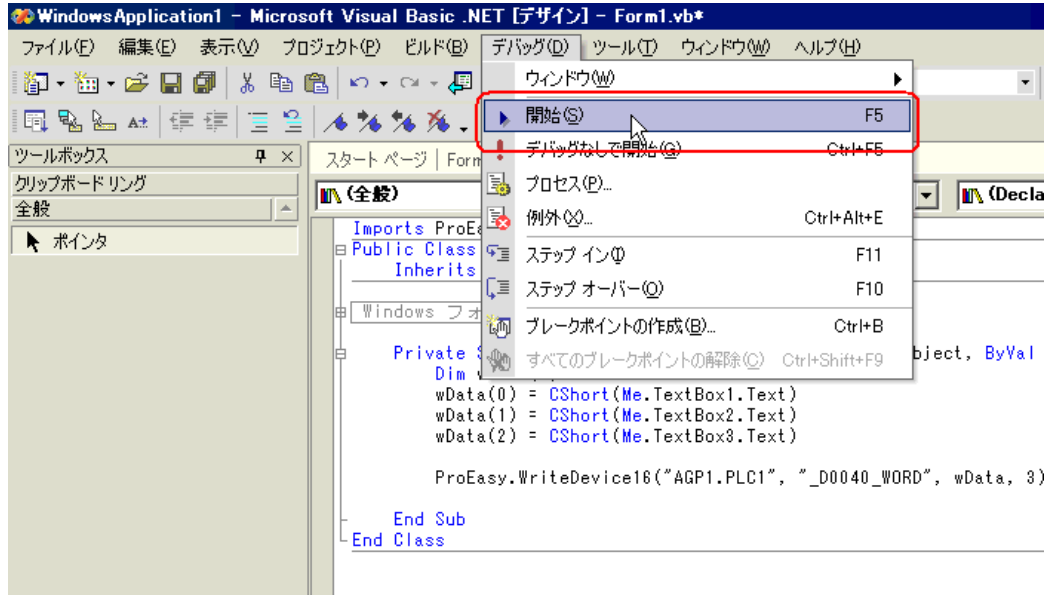 WindowsApplication1 - Microsoft Visual Basic .NET [デザイン] - Form1.vb*
ファイル(F) 編集(E) 表示(V) プロジェクト(P) ビルド(B) デバッグ(D) ツール(T) ウィンドウ(W) ヘルプ(H)
ウィンドウ(W)
開始(S) F5
デバッグなしで開始(G) Ctrl+F5
プロセス(P)...
例外(X)... Ctrl+Alt+E
ステップ イン(I) F11
ステップ オーバー(O) F10
ブレークポイントの作成(B)... Ctrl+B
すべてのブレークポイントの解除(C) Ctrl+Shift+F9
ツールボックス
クリップボード リング
全般
ポインタ
スタート ページ Form
(全般) (Decla
Imports ProEa
Public Class
Inherits
Windows フォ
Private bject, ByVal
Dim
wData(0) = CShort(Me.TextBox1.Text)
wData(1) = CShort(Me.TextBox2.Text)
wData(2) = CShort(Me.TextBox3.Text)
ProEasy.WriteDevice16("AGP1.PLC1", "_D0040_WORD", wData, 3)
End Sub
End Class